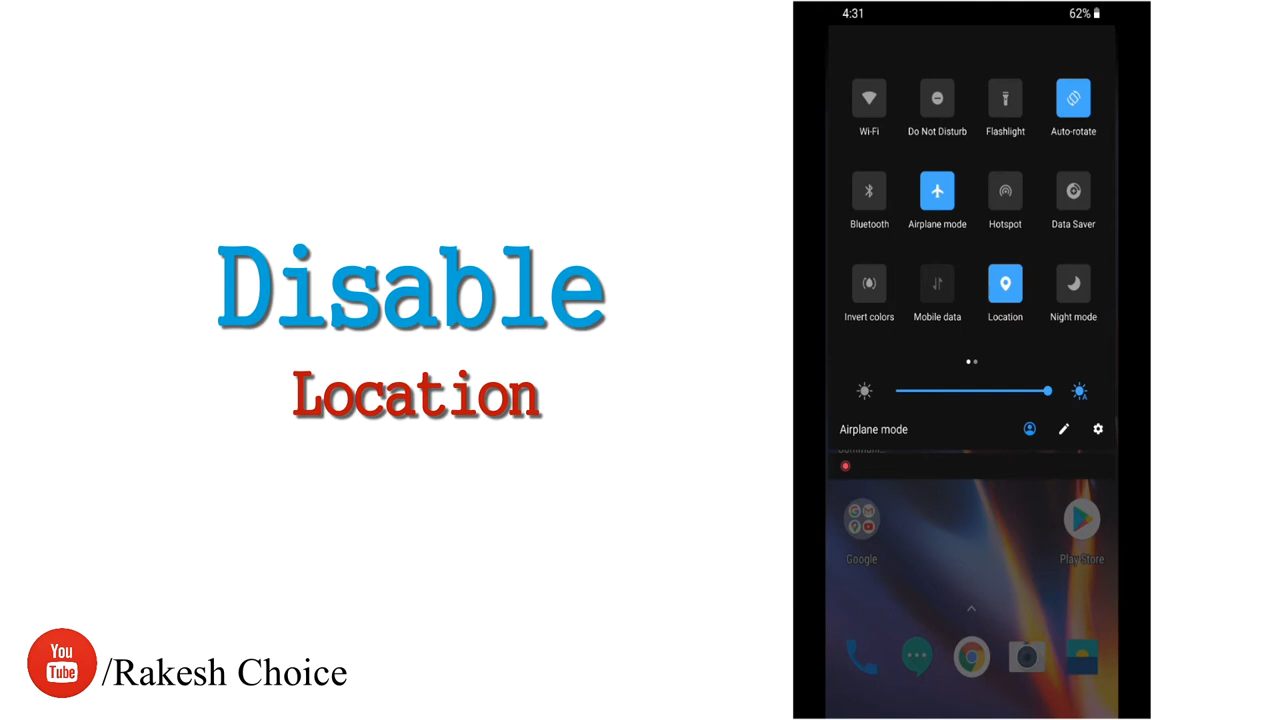 Disable
Location
You
Tube
/Rakesh Choice
4:31
62%
Wi-Fi
Do Not Disturb
Flashlight
Auto-rotate
Bluetooth
Airplane mode
Hotspot
Data Saver
Invert colors
Mobile data
Location
Night mode
Airplane mode
Google
Play Store